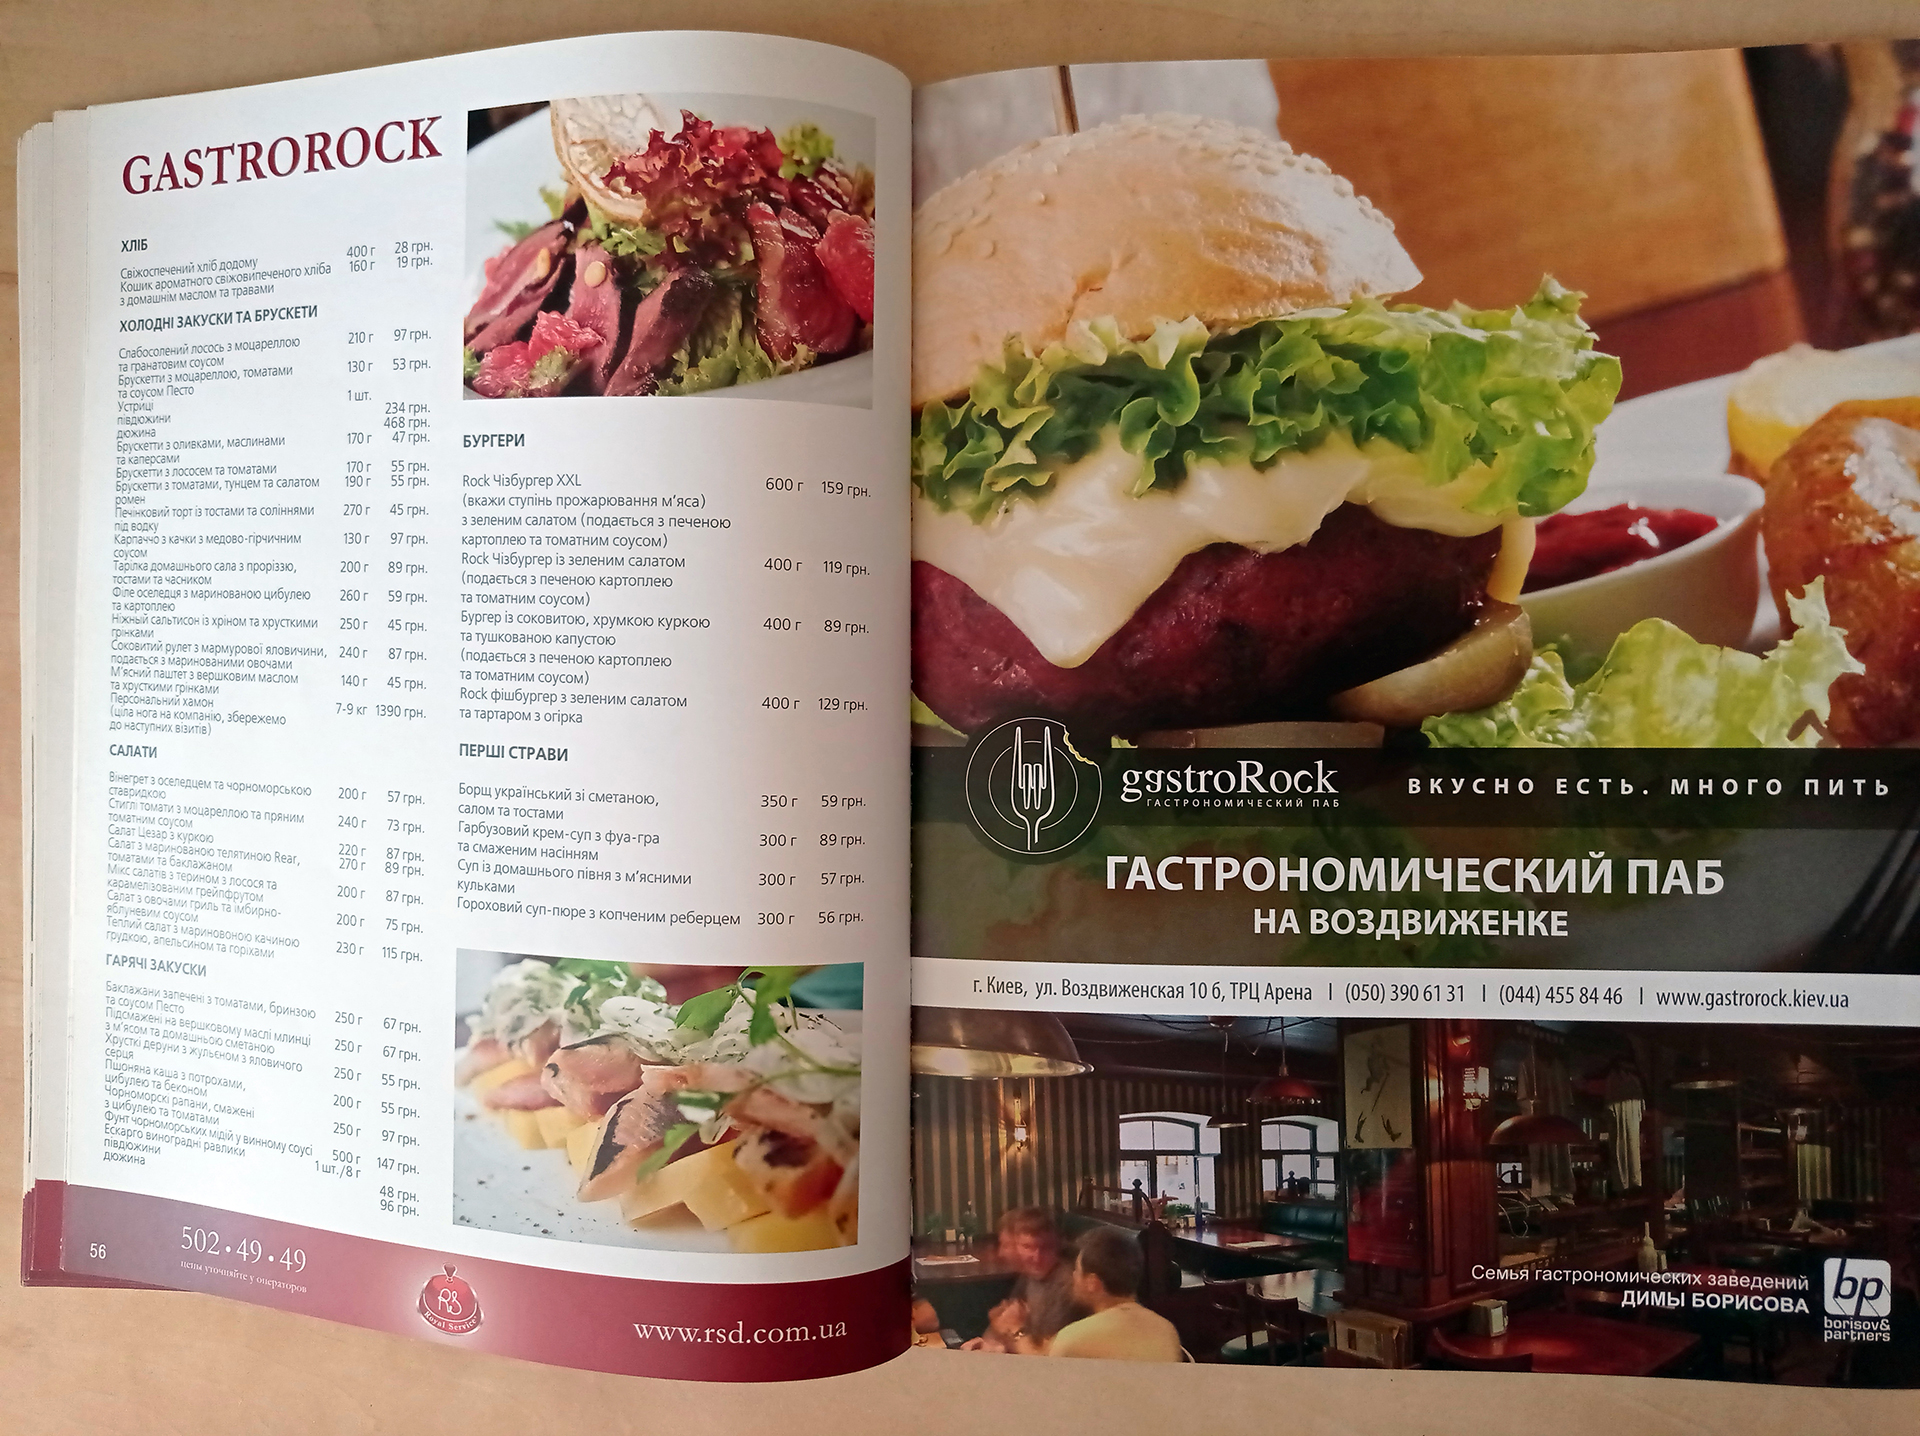 GASTROROCK
ХЛІБ
Свіжоспечений хліб додому 400 г 28 грн.
Кошик ароматного свіжовипеченого хліба 160 г 19 грн.
з домашнім маслом та травами
ХОЛОДНІ ЗАКУСКИ ТА БРУСКЕТИ
Слабосолений лосось з моцареллою 210 г 97 грн.
та гранатовим соусом
Брускетти з моцареллою, томатами 130 г 53 грн.
та соусом Песто
Устриці 1 шт.
півдюжини 234 грн.
дюжина 468 грн.
Брускетти з оливками, маслинами 170 г 47 грн.
та каперсами
Брускетти з лососем та томатами 170 г 55 грн.
Брускетти з томатами, тунцем та салатом 190 г 55 грн.
ромен
Печінковий торт із тостами та соліннями 270 г 45 грн.
під водку
Карпаччо з качки з медово-гірчичним 130 г 97 грн.
соусом
Тарілка домашнього сала з проріззю, 200 г 89 грн.
тостами та часником
Філе оселедця з маринованою цибулею 260 г 59 грн.
та картоплею
Ніжный сальтисон із хріном та хрусткими 250 г 45 грн.
грінками
Соковитий рулет з мармурової яловичини, 240 г 87 грн.
подається з маринованими овочами
М'ясний паштет з вершковим маслом 140 г 45 грн.
та хрусткими грінками
Персональний хамон 7-9 кг 1390 грн.
(ціла нога на компанію, збережемо
до наступних візитів)
САЛАТИ
Вінегрет з оселедцем та чорноморською 200 г 57 грн.
ставридкою
Стиглі томати з моцареллою та пряним 240 г 73 грн.
томатним соусом
Салат Цезар з куркою 220 г 87 грн.
Салат з маринованою телятиною Rear, 270 г 89 грн.
томатами та баклажаном
Мікс салатів з терином з лосося та 200 г 87 грн.
карамелізованим грейпфрутом
Салат з овочами гриль та імбирно- 200 г 75 грн.
яблуневим соусом
Теплий салат з мариновоною качиною 230 г 115 грн.
грудкою, апельсином та горіхами
ГАРЯЧІ ЗАКУСКИ
Баклажани запечені з томатами, бринзою 250 г 67 грн.
та соусом Песто
Підсмажені на вершковому маслі млинці 250 г 67 грн.
з м'ясом та домашньою сметаною
Хрусткі деруни з жульєном з яловичого 250 г 55 грн.
серця
Пшоняна каша з потрохами, 200 г 55 грн.
цибулею та беконом
Чорноморскі рапани, смажені 250 г 97 грн.
з цибулею та томатами
Фунт чорноморських мідій у винному соусі 500 г 147 грн.
Ескарго виноградні равлики 1 шт./8 г
півдюжини 48 грн.
дюжина 96 грн.
БУРГЕРИ
Rock Чізбургер XXL 600 г 159 грн.
(вкажи ступінь прожарювання м'яса)
з зеленим салатом (подається з печеною
картоплею та томатним соусом)
Rock Чізбургер із зеленим салатом 400 г 119 грн.
(подається з печеною картоплею
та томатним соусом)
Бургер із соковитою, хрумкою куркою 400 г 89 грн.
та тушкованою капустою
(подається з печеною картоплею
та томатним соусом)
Rock фішбургер з зеленим салатом 400 г 129 грн.
та тартаром з огірка
ПЕРШІ СТРАВИ
Борщ український зі сметаною, 350 г 59 грн.
салом та тостами
Гарбузовий крем-суп з фуа-гра 300 г 89 грн.
та смаженим насінням
Суп із домашнього півня з м'ясними 300 г 57 грн.
кульками
Гороховий суп-пюре з копченим реберцем 300 г 56 грн.
56
502•49•49
цены уточняйте у операторов
RS
Royal Service
www.rsd.com.ua
gastroRock
ГАСТРОНОМИЧЕСКИЙ ПАБ
ВКУСНО ЕСТЬ. МНОГО ПИТЬ
ГАСТРОНОМИЧЕСКИЙ ПАБ
НА ВОЗДВИЖЕНКЕ
г. Киев, ул. Воздвиженская 10 б, ТРЦ Арена | (050) 390 61 31 | (044) 455 84 46 | www.gastrorock.kiev.ua
Семья гастрономических заведений
ДИМЫ БОРИСОВА
bp
borisov&
partners